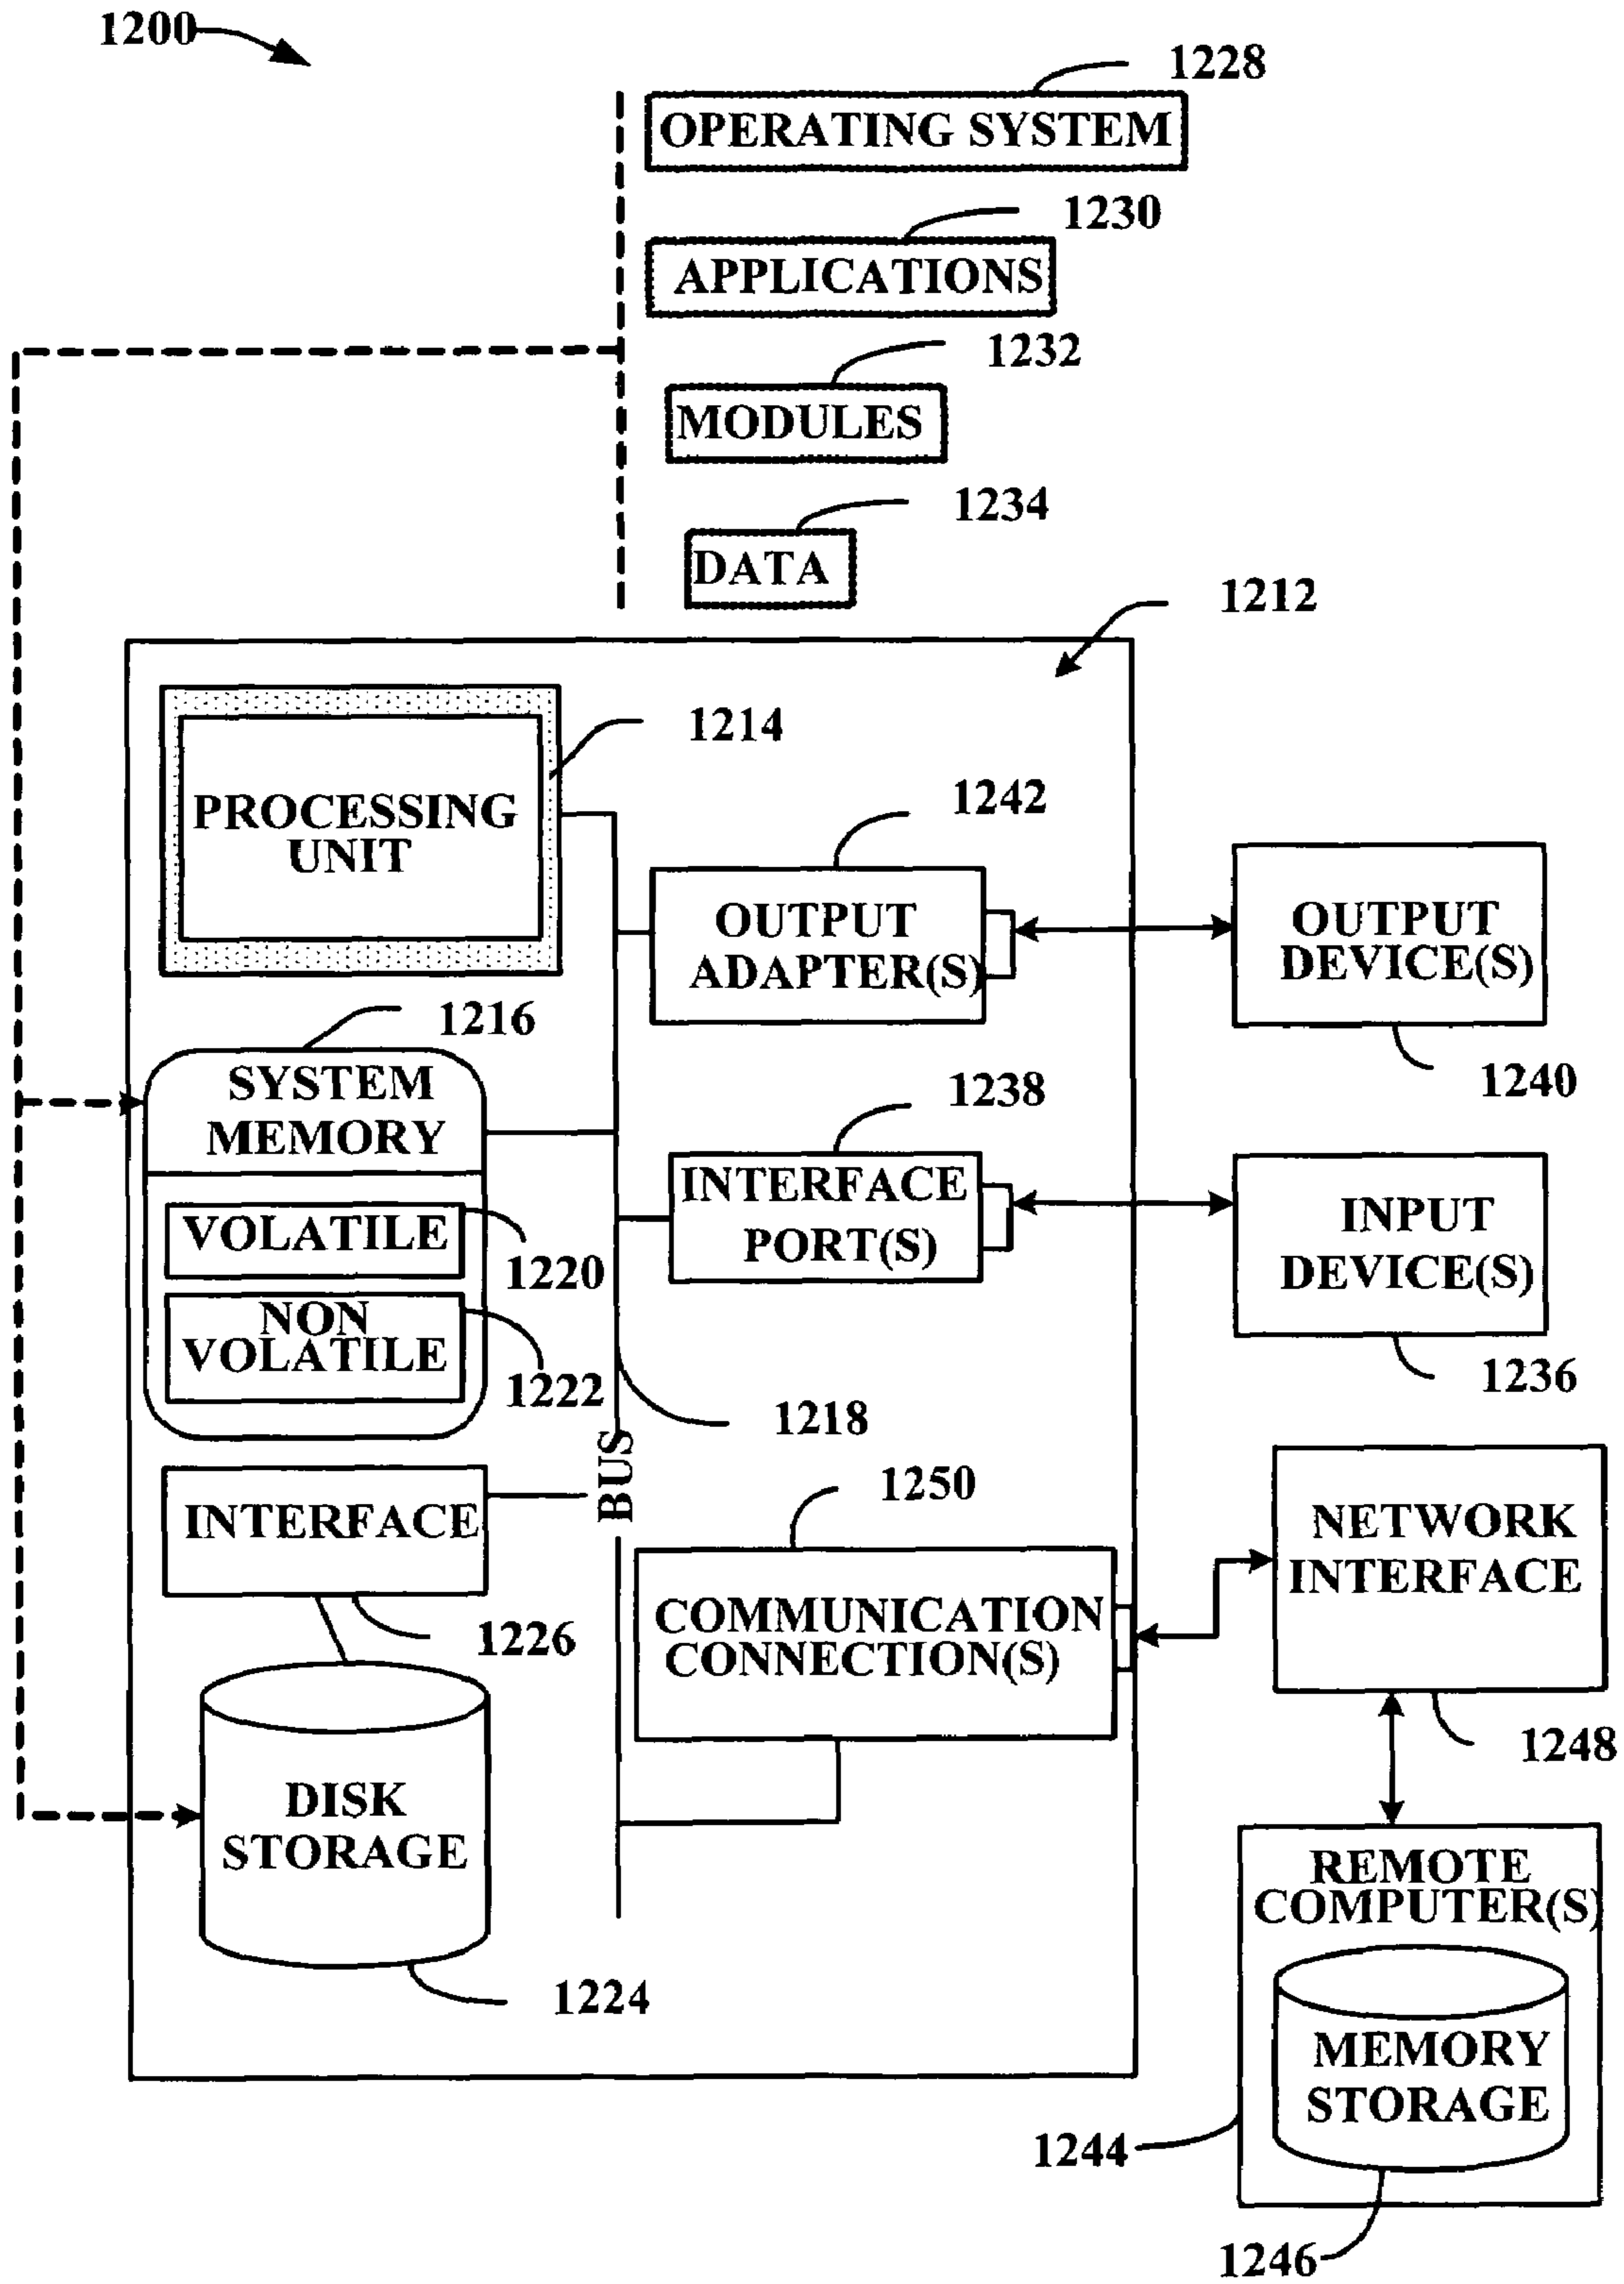 1200
1228
OPERATING SYSTEM
1230
APPLICATIONS
1232
MODULES
1234
DATA
1212
1214
PROCESSING
UNIT
1242
OUTPUT
ADAPTER(S)
OUTPUT
DEVICE(S)
1240
1216
SYSTEM
MEMORY
1238
INTERFACE
PORT(S)
INPUT
DEVICE(S)
1236
VOLATILE
1220
NON
VOLATILE
1222
1218
BUS
INTERFACE
1226
1250
COMMUNICATION
CONNECTION(S)
NETWORK
INTERFACE
1248
DISK
STORAGE
1224
REMOTE
COMPUTER(S)
MEMORY
STORAGE
1244
1246